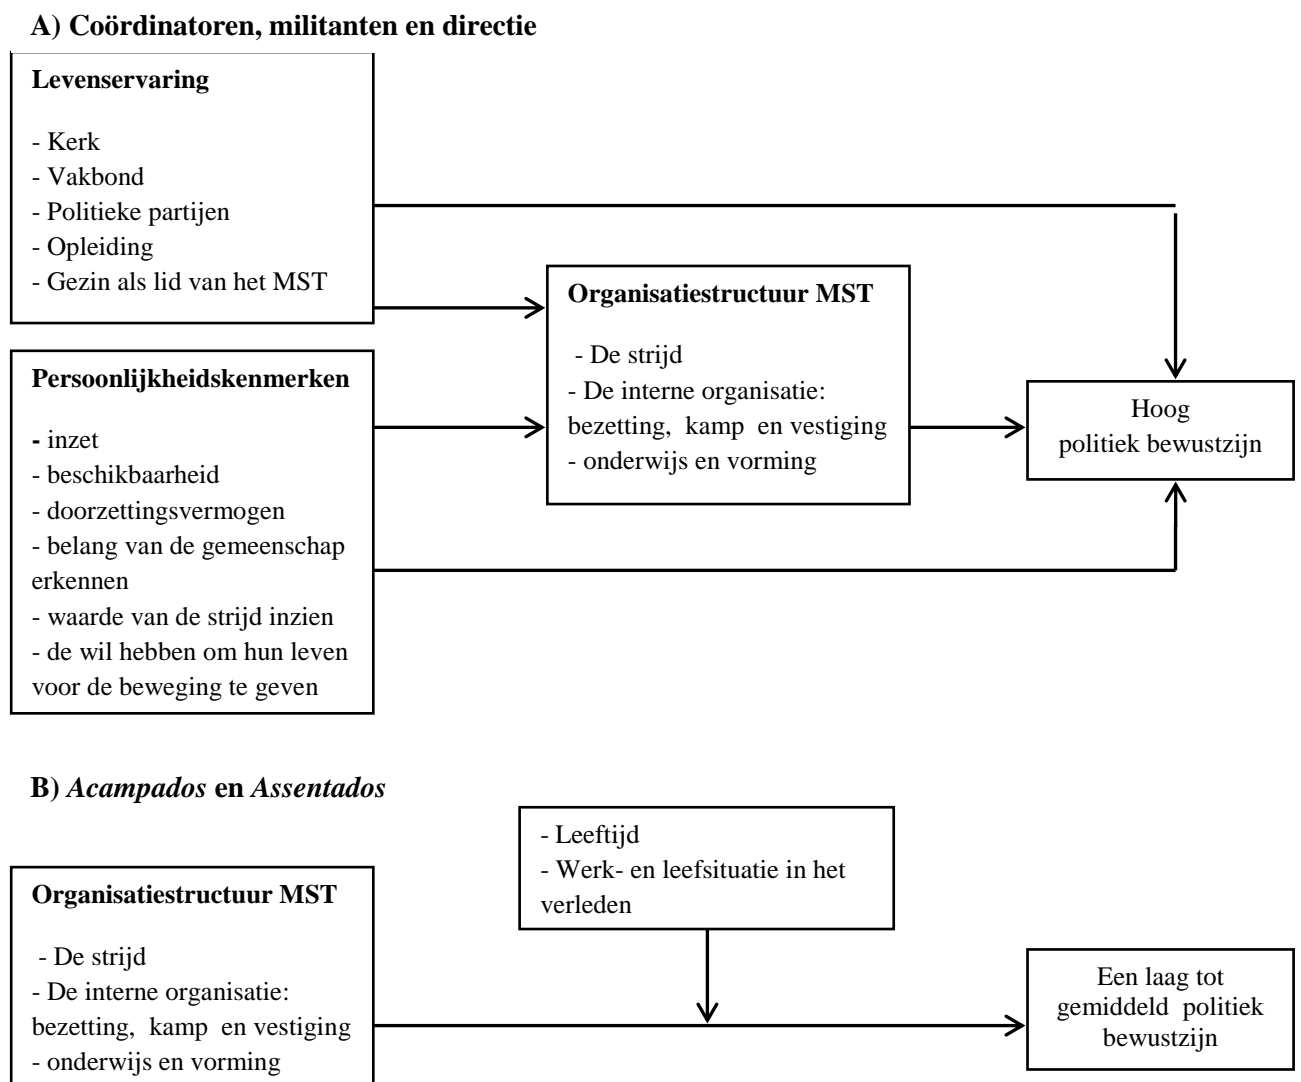 A) Coördinatoren, militanten en directie
Levenservaring
- Kerk
- Vakbond
- Politieke partijen
- Opleiding
- Gezin als lid van het MST
Persoonlijkheidskenmerken
- inzet
- beschikbaarheid
- doorzettingsvermogen
- belang van de gemeenschap
erkennen
- waarde van de strijd inzien
- de wil hebben om hun leven
voor de beweging te geven
Organisatiestructuur MST
- De strijd
- De interne organisatie:
bezetting, kamp en vestiging
- onderwijs en vorming
Hoog
politiek bewustzijn
B) Acampados en Assentados
Organisatiestructuur MST
- De strijd
- De interne organisatie:
bezetting, kamp en vestiging
- onderwijs en vorming
- Leeftijd
- Werk- en leefsituatie in het
verleden
Een laag tot
gemiddeld politiek
bewustzijn